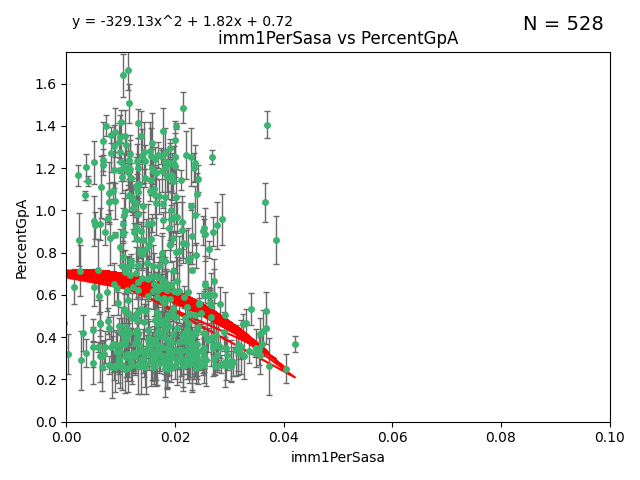 y = -329.13x^2 + 1.82x + 0.72
N = 528
imm1PerSasa vs PercentGpA
1.6
1.4
1.2
1.0
0.8
0.6
0.4
0.2
0.0
PercentGpA
0.00 0.02 0.04 0.06 0.08 0.10
imm1PerSasa